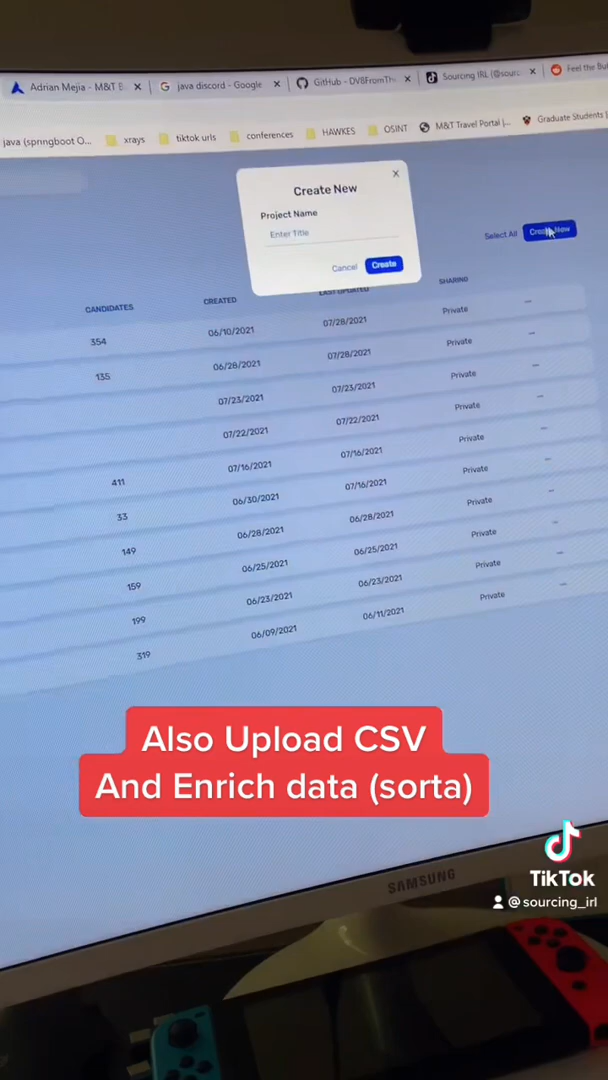 Adrian Mejia - M&T B
java discord - Google
GitHub - DV8FromTh
Sourcing IRL (@sourc
Feel the Bu
java (springboot O...
xrays
tiktok urls
conferences
HAWKES
OSINT
M&T Travel Portal |...
Graduate Students |
Create New
Project Name
Enter Title
Cancel
Create
Select All
Create New
CANDIDATES
CREATED
LAST UPDATED
SHARING
354
06/10/2021
07/28/2021
Private
135
06/28/2021
07/28/2021
Private
07/23/2021
07/23/2021
Private
07/22/2021
07/22/2021
Private
411
07/16/2021
07/16/2021
Private
33
06/30/2021
07/16/2021
Private
149
06/28/2021
06/28/2021
Private
159
06/25/2021
06/25/2021
Private
199
06/23/2021
06/23/2021
Private
319
06/09/2021
06/11/2021
Private
Also Upload CSV
And Enrich data (sorta)
SAMSUNG
TikTok
@sourcing_irl